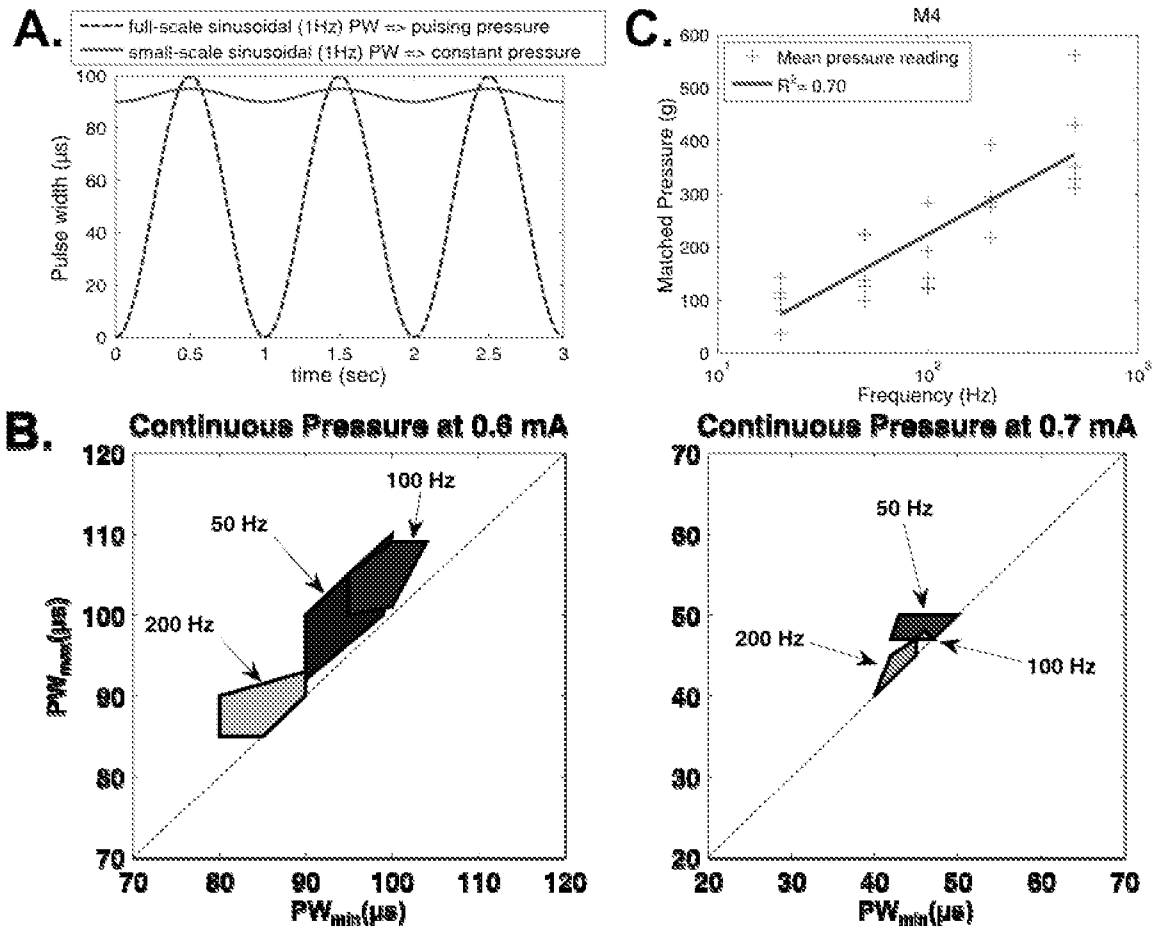 A.
full-scale sinusoidal (1Hz) PW => pulsing pressure
small-scale sinusoidal (1Hz) PW => constant pressure
100
80
60
40
20
0
Pulse width (µs)
0 0.5 1 1.5 2 2.5 3
time (sec)
C.
M4
Mean pressure reading
R²= 0.70
600
500
400
300
200
100
0
Matched Pressure (g)
10¹ 10² 10³
Frequency (Hz)
B.
Continuous Pressure at 0.6 mA
120
110
100
90
80
70
PWmax(µs)
100 Hz
50 Hz
200 Hz
70 80 90 100 110 120
PWmin(µs)
Continuous Pressure at 0.7 mA
70
60
50
40
30
20
50 Hz
200 Hz
100 Hz
20 30 40 50 60 70
PWmin(µs)